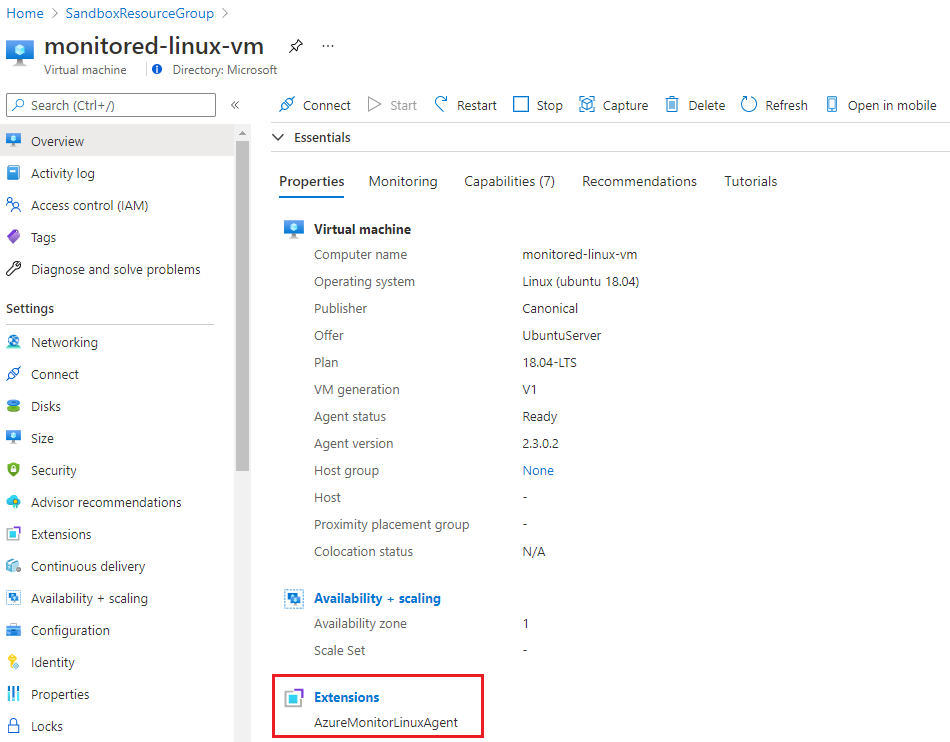 Home > SandboxResourceGroup >
monitored-linux-vm ...
Virtual machine | Directory: Microsoft
Search (Ctrl+/) «
Overview
Activity log
Access control (IAM)
Tags
Diagnose and solve problems
Settings
Networking
Connect
Disks
Size
Security
Advisor recommendations
Extensions
Continuous delivery
Availability + scaling
Configuration
Identity
Properties
Locks
Connect Start Restart Stop Capture Delete Refresh Open in mobile
Essentials
Properties Monitoring Capabilities (7) Recommendations Tutorials
Virtual machine
Computer name monitored-linux-vm
Operating system Linux (ubuntu 18.04)
Publisher Canonical
Offer UbuntuServer
Plan 18.04-LTS
VM generation V1
Agent status Ready
Agent version 2.3.0.2
Host group None
Host -
Proximity placement group -
Colocation status N/A
Availability + scaling
Availability zone 1
Scale Set -
Extensions
AzureMonitorLinuxAgent